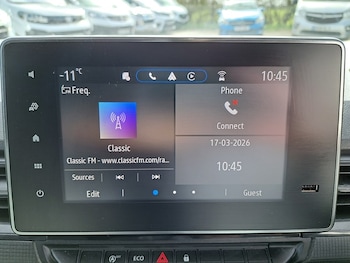 -11°C
10:45
Freq.
Phone
Classic
Connect
Classic FM - www.classicfm.com/ra...
17-03-2026
10:45
Sources
Edit
Guest
ECO